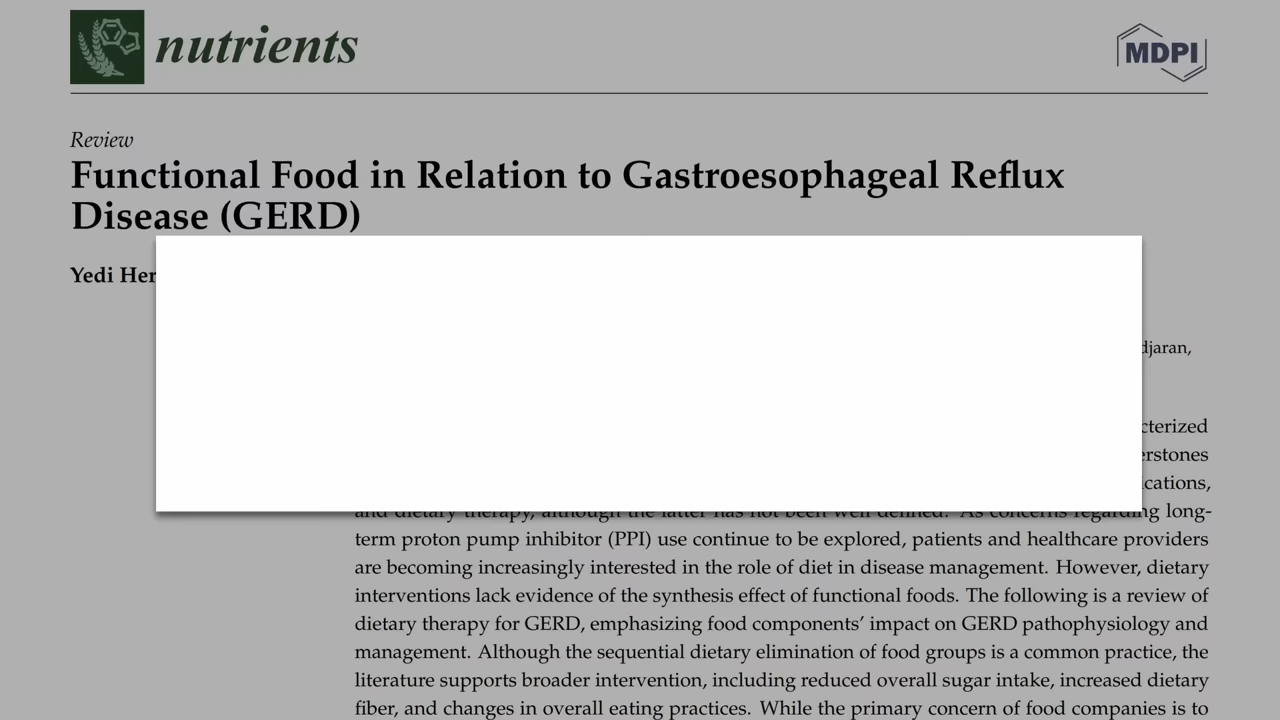 nutrients
MDPI
Review
Functional Food in Relation to Gastroesophageal Reflux
Disease (GERD)
Yedi Her
djaran,
cterized
erstones
ications,
and dietary therapy, although the latter has not been well defined. As concerns regarding long-
term proton pump inhibitor (PPI) use continue to be explored, patients and healthcare providers
are becoming increasingly interested in the role of diet in disease management. However, dietary
interventions lack evidence of the synthesis effect of functional foods. The following is a review of
dietary therapy for GERD, emphasizing food components’ impact on GERD pathophysiology and
management. Although the sequential dietary elimination of food groups is a common practice, the
literature supports broader intervention, including reduced overall sugar intake, increased dietary
fiber, and changes in overall eating practices. While the primary concern of food companies is to